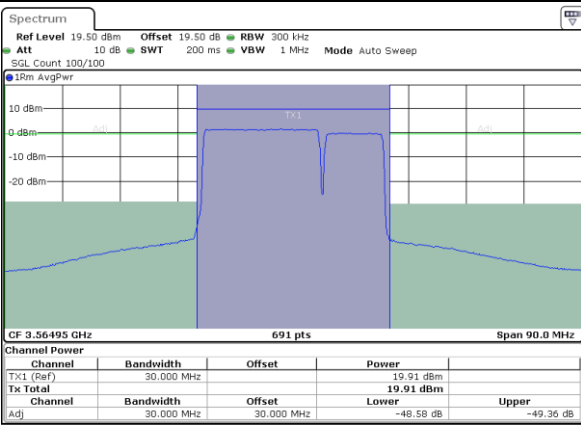 Spectrum
Ref Level 19.50 dBm Offset 19.50 dB RBW 300 kHz
Att 10 dB SWT 200 ms VBW 1 MHz Mode Auto Sweep
SGL Count 100/100
1Rm AvgPwr
10 dBm
TX1
Adj Adj
0 dBm
-10 dBm
-20 dBm
CF 3.56495 GHz 691 pts Span 90.0 MHz
Channel Power
Channel Bandwidth Offset Power
TX1 (Ref) 30.000 MHz 19.91 dBm
Tx Total 19.91 dBm
Channel Bandwidth Offset Lower Upper
Adj 30.000 MHz 30.000 MHz -48.58 dB -49.36 dB